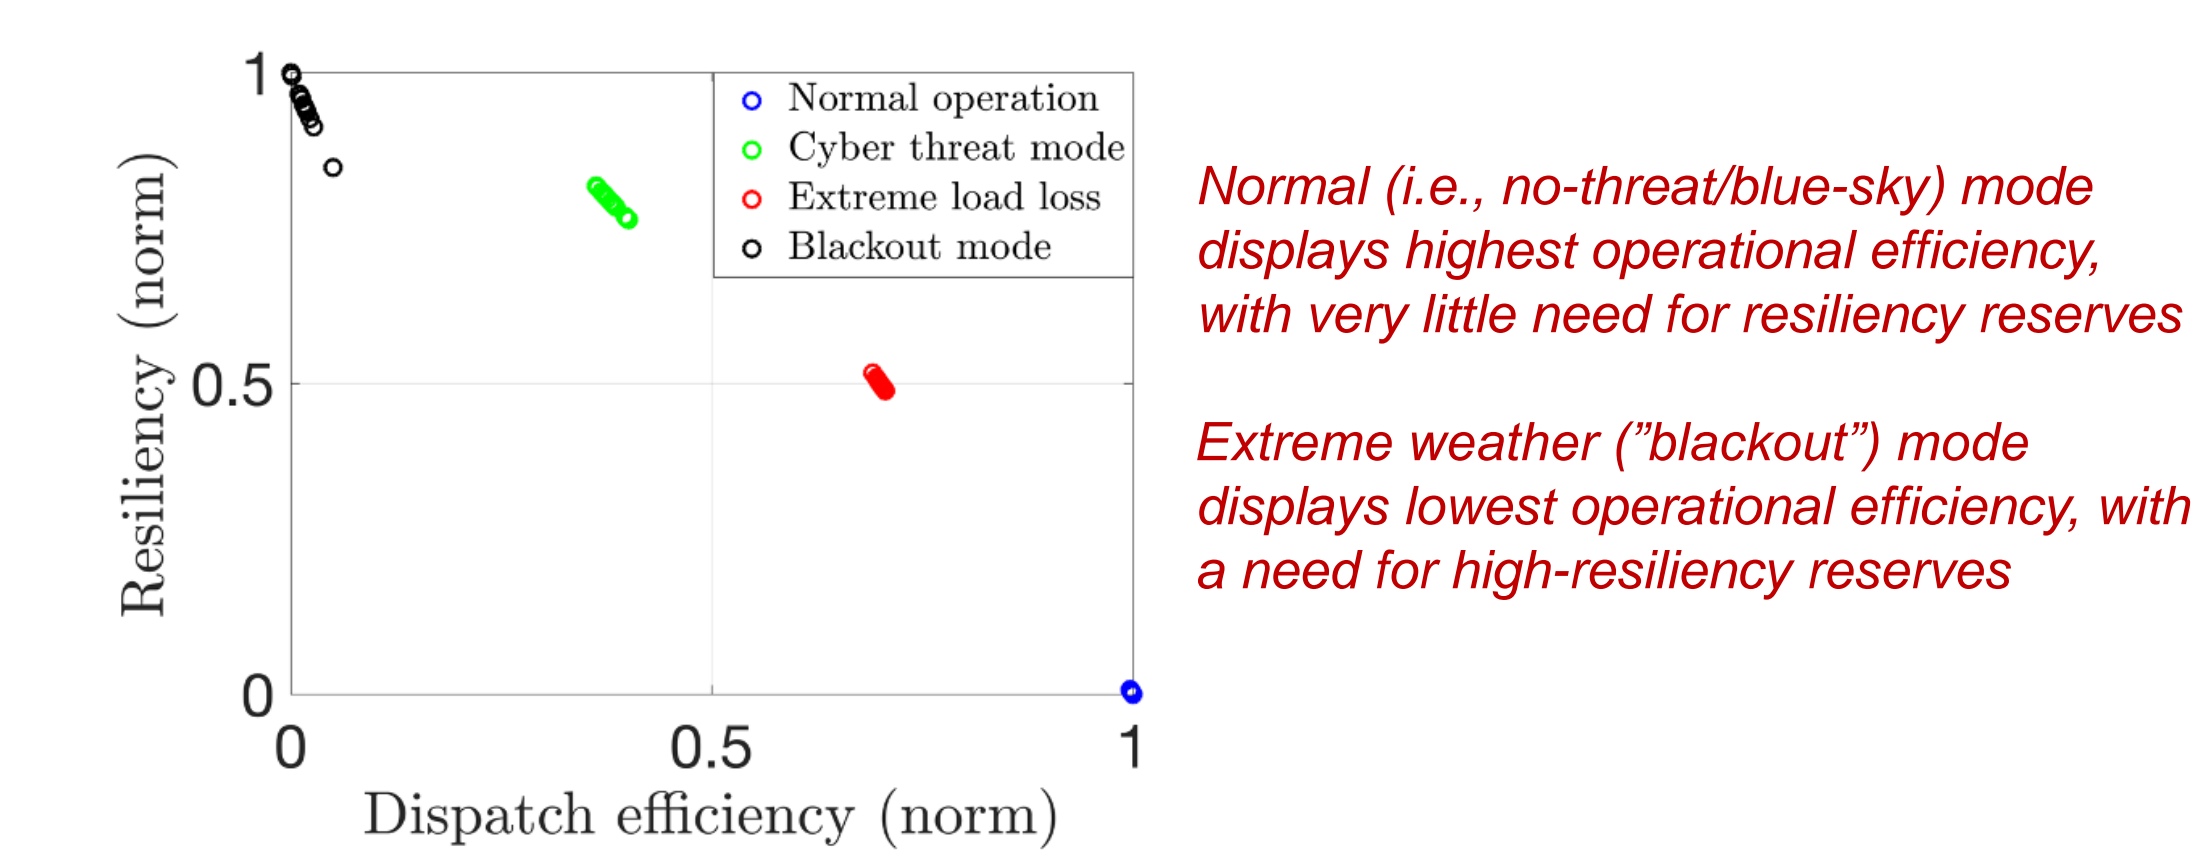 1
0.5
0
Resiliency (norm)
0
0.5
1
Dispatch efficiency (norm)
Normal operation
Cyber threat mode
Extreme load loss
Blackout mode
Normal (i.e., no-threat/blue-sky) mode
displays highest operational efficiency,
with very little need for resiliency reserves
Extreme weather (”blackout”) mode
displays lowest operational efficiency, with
a need for high-resiliency reserves